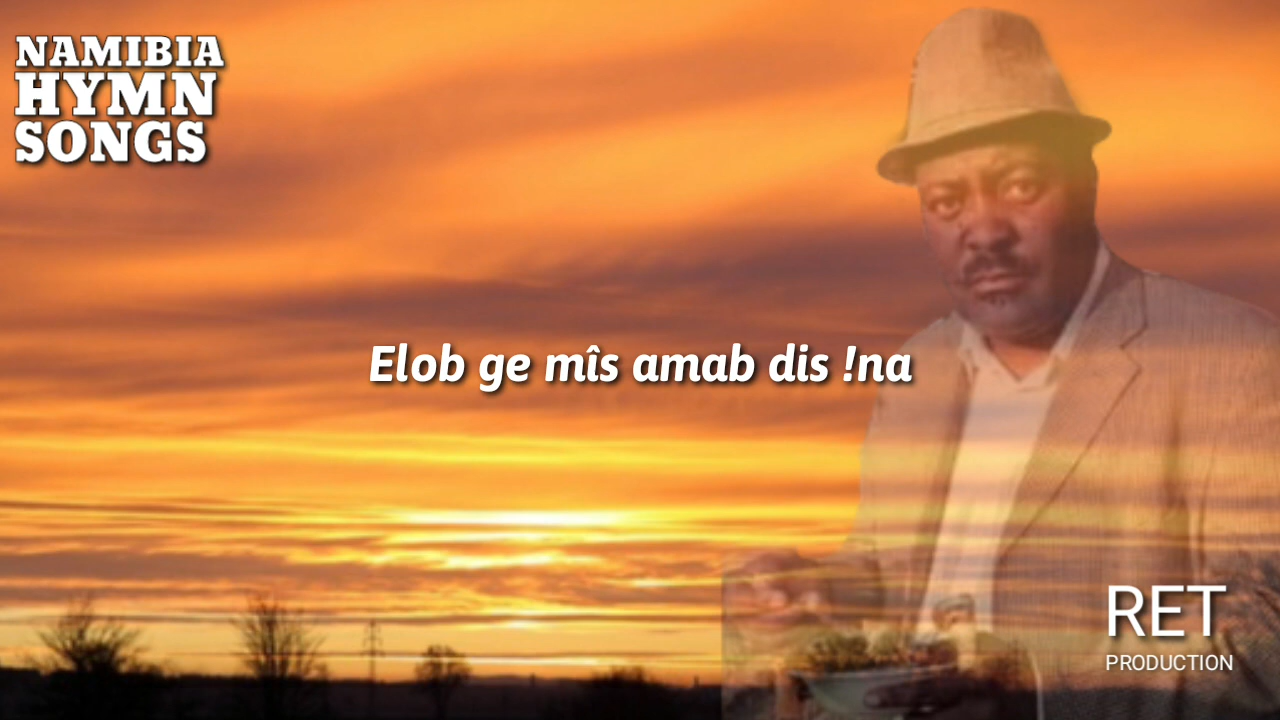 NAMIBIA
HYMN
SONGS
Elob ge mîs amab dis !na
RET
PRODUCTION